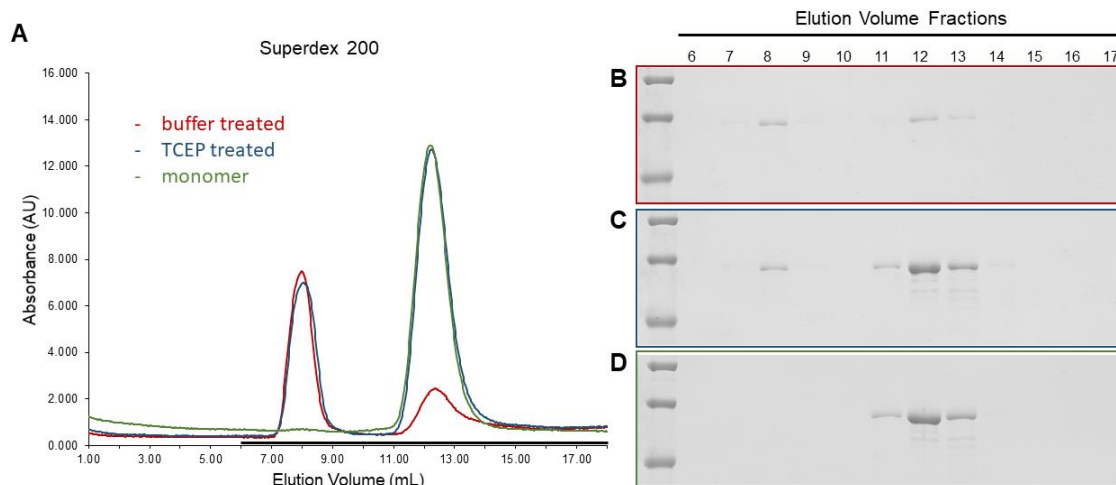 A
Superdex 200
16.000
14.000
12.000
10.000
8.000
6.000
4.000
2.000
0.000
Absorbance (AU)
- buffer treated
- TCEP treated
- monomer
1.00 3.00 5.00 7.00 9.00 11.00 13.00 15.00 17.00
Elution Volume (mL)
Elution Volume Fractions
6 7 8 9 10 11 12 13 14 15 16 17
B
C
D